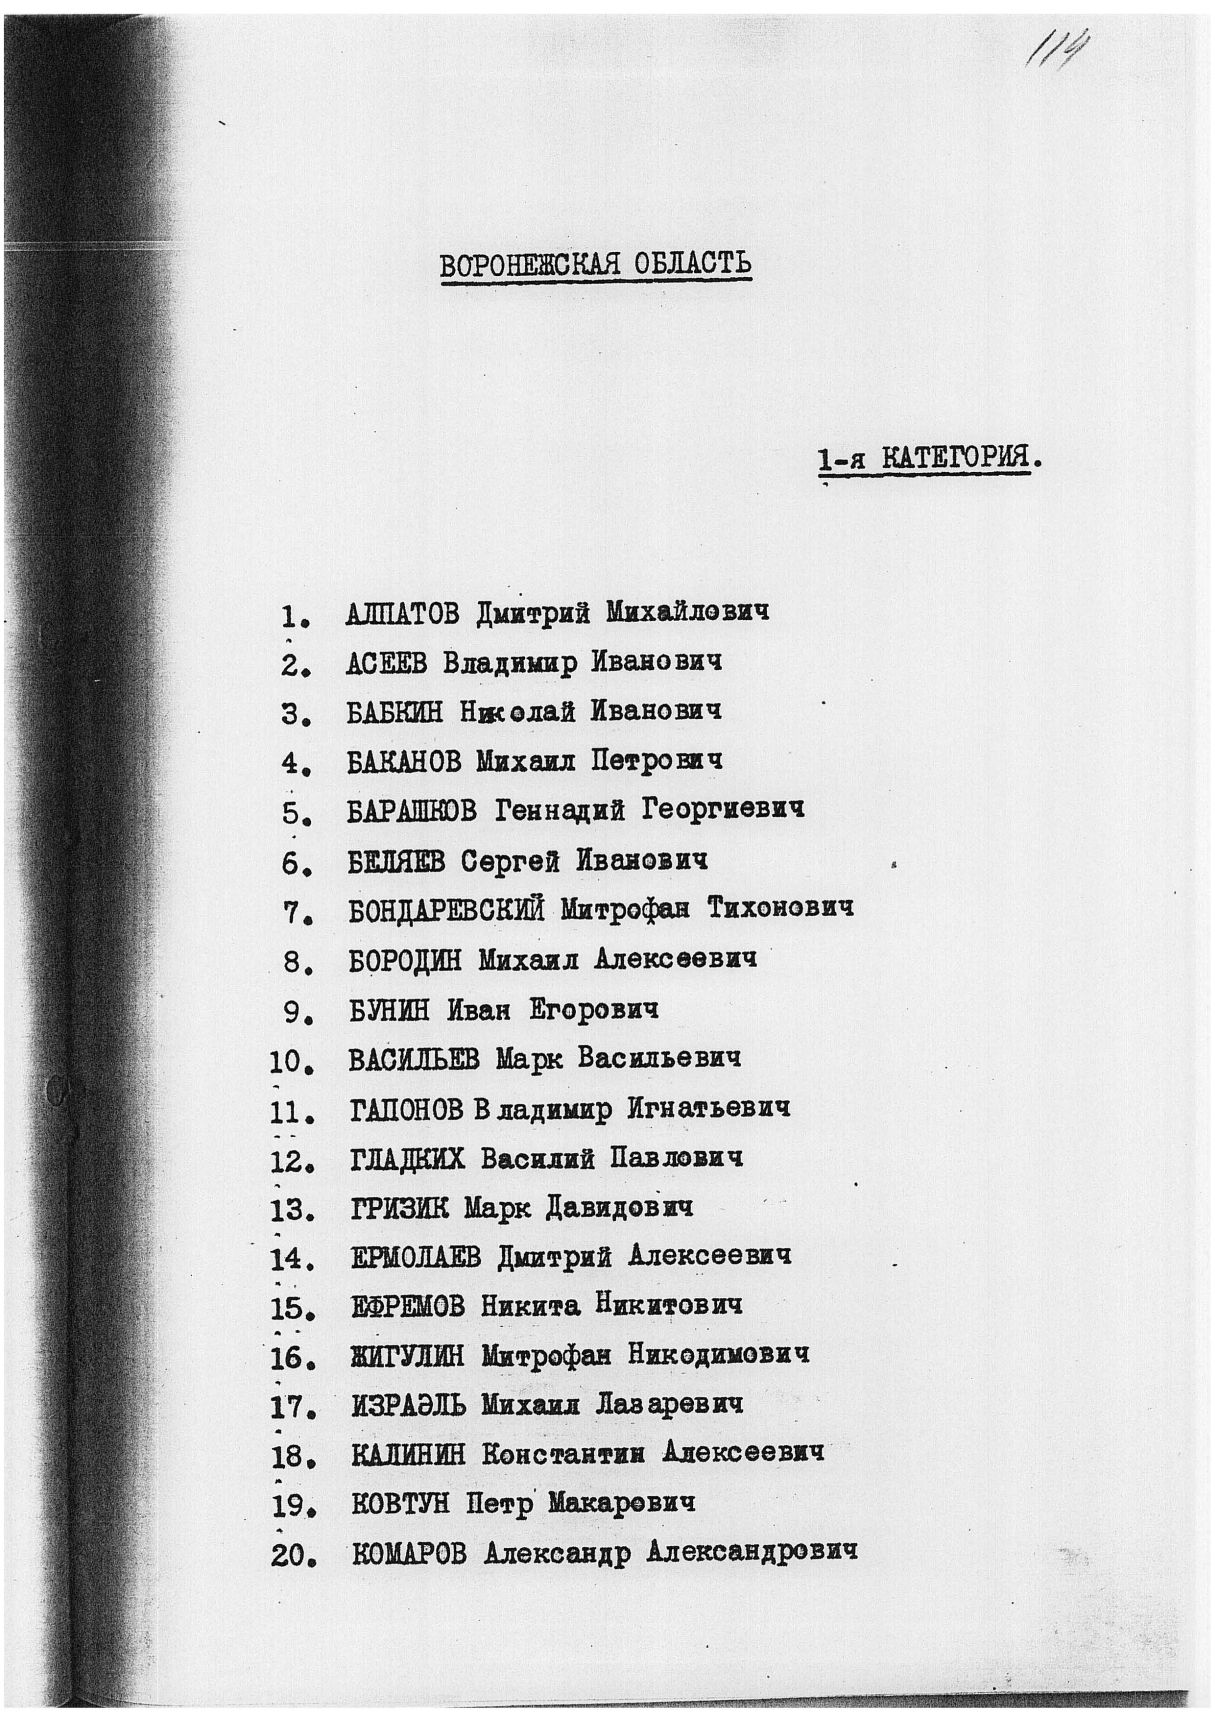 114
ВОРОНЕЖСКАЯ ОБЛАСТЬ
1-я КАТЕГОРИЯ.
1. АЛПАТОВ Дмитрий Михайлович
2. АСЕЕВ Владимир Иванович
3. БАБКИН Николай Иванович
4. БАКАНОВ Михаил Петрович
5. БАРАШКОВ Геннадий Георгиевич
6. БЕЛЯЕВ Сергей Иванович
7. БОНДАРЕВСКИЙ Митрофан Тихонович
8. БОРОДИН Михаил Алексеевич
9. БУНИН Иван Егорович
10. ВАСИЛЬЕВ Марк Васильевич
11. ГАПОНОВ Владимир Игнатьевич
12. ГЛАДКИХ Василий Павлович
13. ГРИЗИК Марк Давидович
14. ЕРМОЛАЕВ Дмитрий Алексеевич
15. ЕФРЕМОВ Никита Никитович
16. ЖИГУЛИН Митрофан Никодимович
17. ИЗРАЭЛЬ Михаил Лазаревич
18. КАЛИНИН Константин Алексеевич
19. КОВТУН Петр Макарович
20. КОМАРОВ Александр Александрович